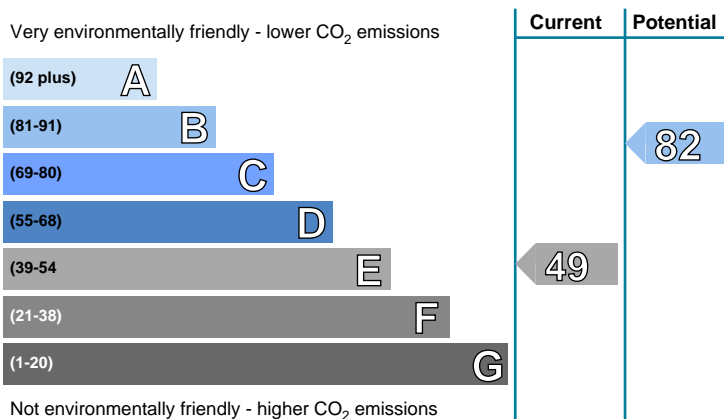 Current Potential
Very environmentally friendly - lower CO2 emissions
(92 plus) A
(81-91) B
82
(69-80) C
(55-68) D
(39-54 E
49
(21-38) F
(1-20) G
Not environmentally friendly - higher CO2 emissions